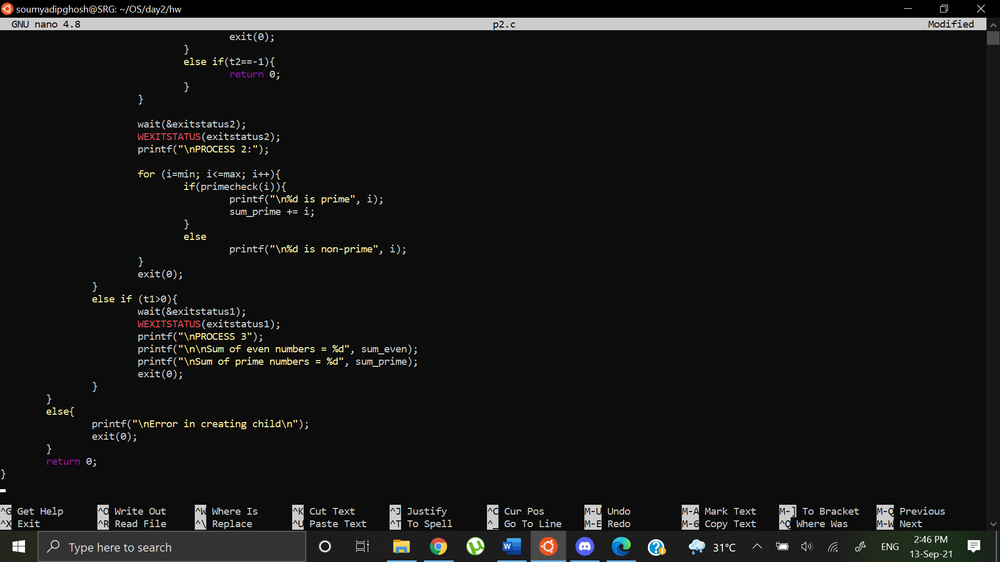 soumyadipghosh@SRG: ~/OS/day2/hw
GNU nano 4.8 p2.c Modified
exit(0);
}
else if(t2==-1){
return 0;
}
}
wait(&exitstatus2);
WEXITSTATUS(exitstatus2);
printf("\nPROCESS 2:");
for (i=min; i<=max; i++){
if(primecheck(i)){
printf("\n%d is prime", i);
sum_prime += i;
}
else
printf("\n%d is non-prime", i);
}
exit(0);
}
else if (t1>0){
wait(&exitstatus1);
WEXITSTATUS(exitstatus1);
printf("\nPROCESS 3");
printf("\n\nSum of even numbers = %d", sum_even);
printf("\nSum of prime numbers = %d", sum_prime);
exit(0);
}
}
else{
printf("\nError in creating child\n");
exit(0);
}
return 0;
}
^G Get Help ^O Write Out ^W Where Is ^K Cut Text ^J Justify ^C Cur Pos M-U Undo M-A Mark Text M-] To Bracket M-Q Previous
^X Exit ^R Read File ^\ Replace ^U Paste Text ^T To Spell ^_ Go To Line M-E Redo M-6 Copy Text ^Q Where Was M-W Next
Type here to search 31°C ENG 2:46 PM
13-Sep-21